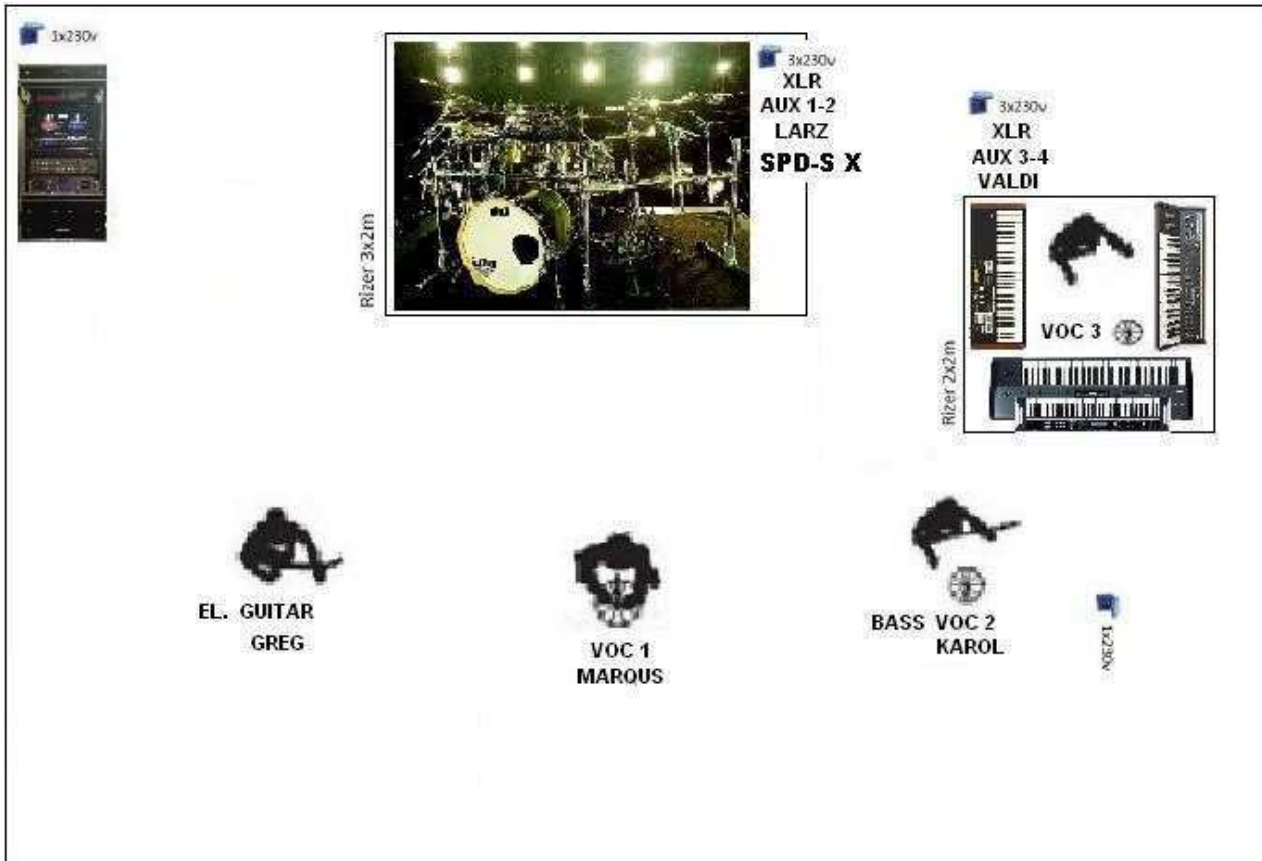 1x230v
3x230v
XLR
AUX 1-2
LARZ
SPD-S X
Rizer 3x2m
3x230v
XLR
AUX 3-4
VALDI
VOC 3
Rizer 2x2m
EL. GUITAR
GREG
VOC 1
MARQUS
BASS VOC 2
KAROL
1x230v